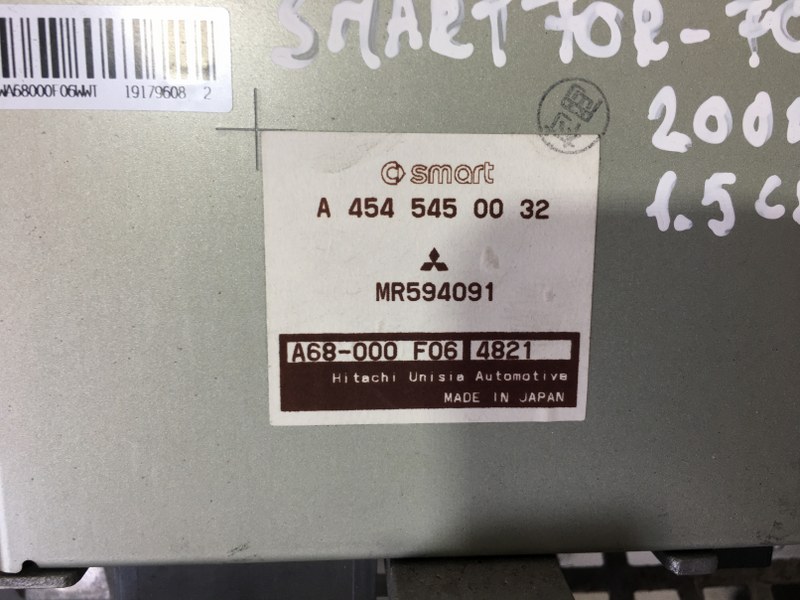 WA68000F06WWT 19179608 2
SMART FOR-FO
200
1.5 C
smart
A 454 545 00 32
MR594091
A68-000 F06 4821
Hitachi Unisia Automotive
MADE IN JAPAN